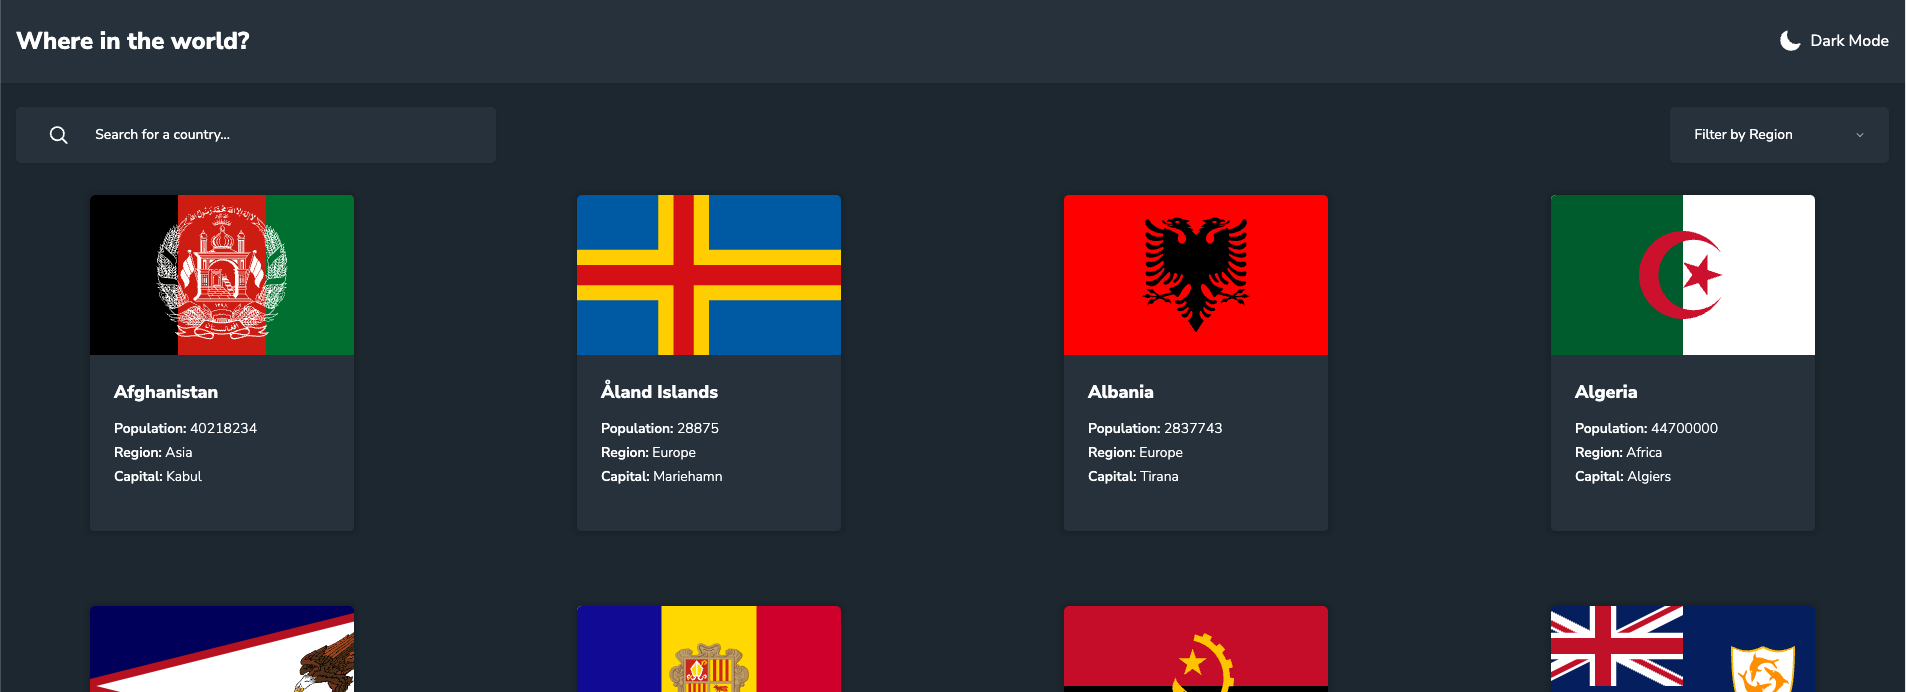 Where in the world?
Dark Mode
Search for a country...
Filter by Region
Afghanistan
Population: 40218234
Region: Asia
Capital: Kabul
Åland Islands
Population: 28875
Region: Europe
Capital: Mariehamn
Albania
Population: 2837743
Region: Europe
Capital: Tirana
Algeria
Population: 44700000
Region: Africa
Capital: Algiers